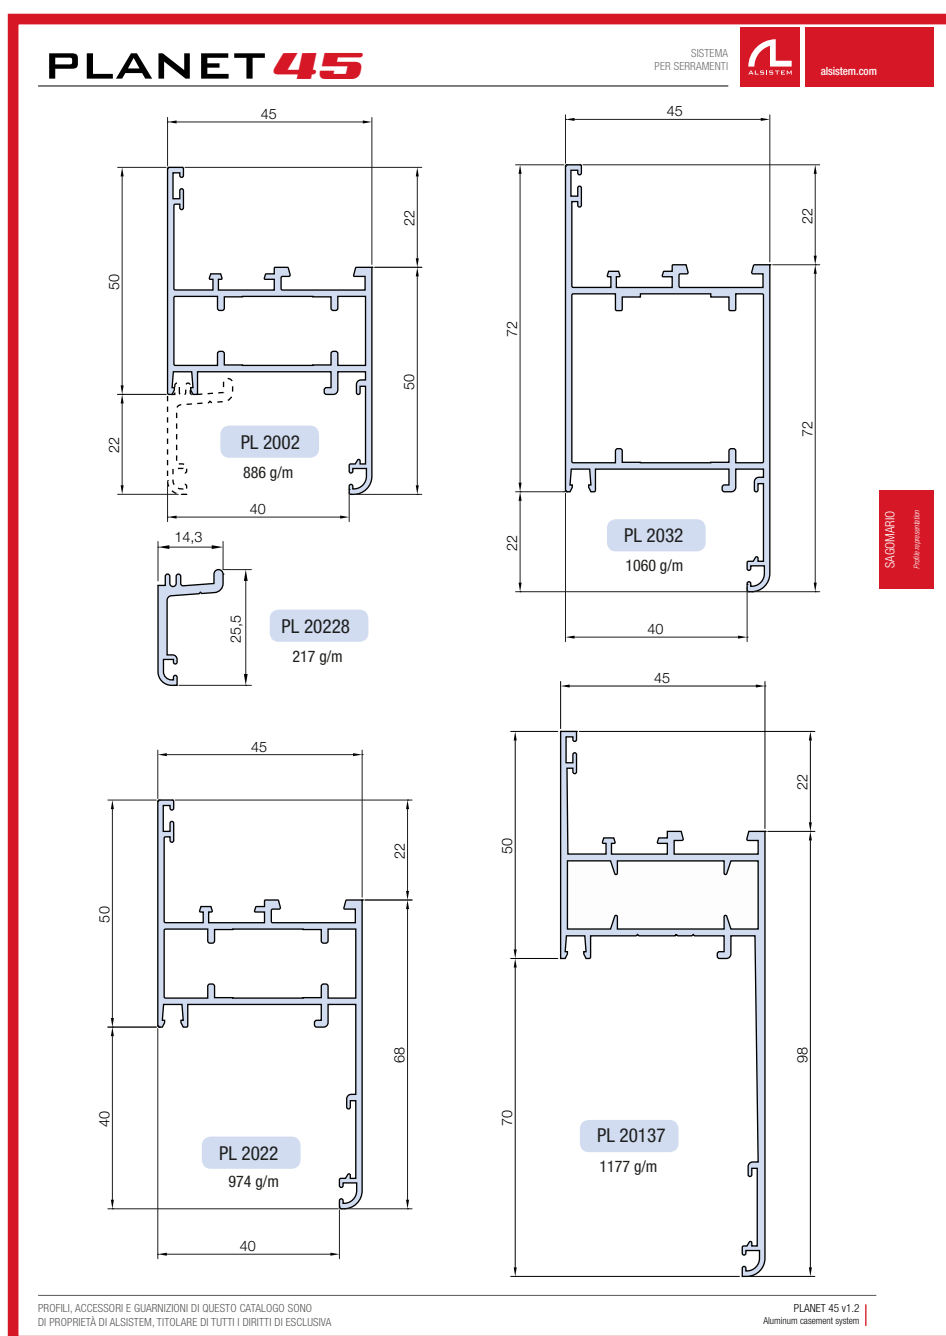 PLANET 45
SISTEMA
PER SERRAMENTI
ALSISTEM
alsistem.com
45
22
50
50
22
40
PL 2002
886 g/m
45
22
72
72
22
40
PL 2032
1060 g/m
14,3
25,5
PL 20228
217 g/m
SAGOMARIO
Profile representation
45
22
50
68
40
40
PL 2022
974 g/m
45
22
50
98
70
PL 20137
1177 g/m
PROFILI, ACCESSORI E GUARNIZIONI DI QUESTO CATALOGO SONO
DI PROPRIETÀ DI ALSISTEM, TITOLARE DI TUTTI I DIRITTI DI ESCLUSIVA
PLANET 45 v1.2
Aluminum casement system